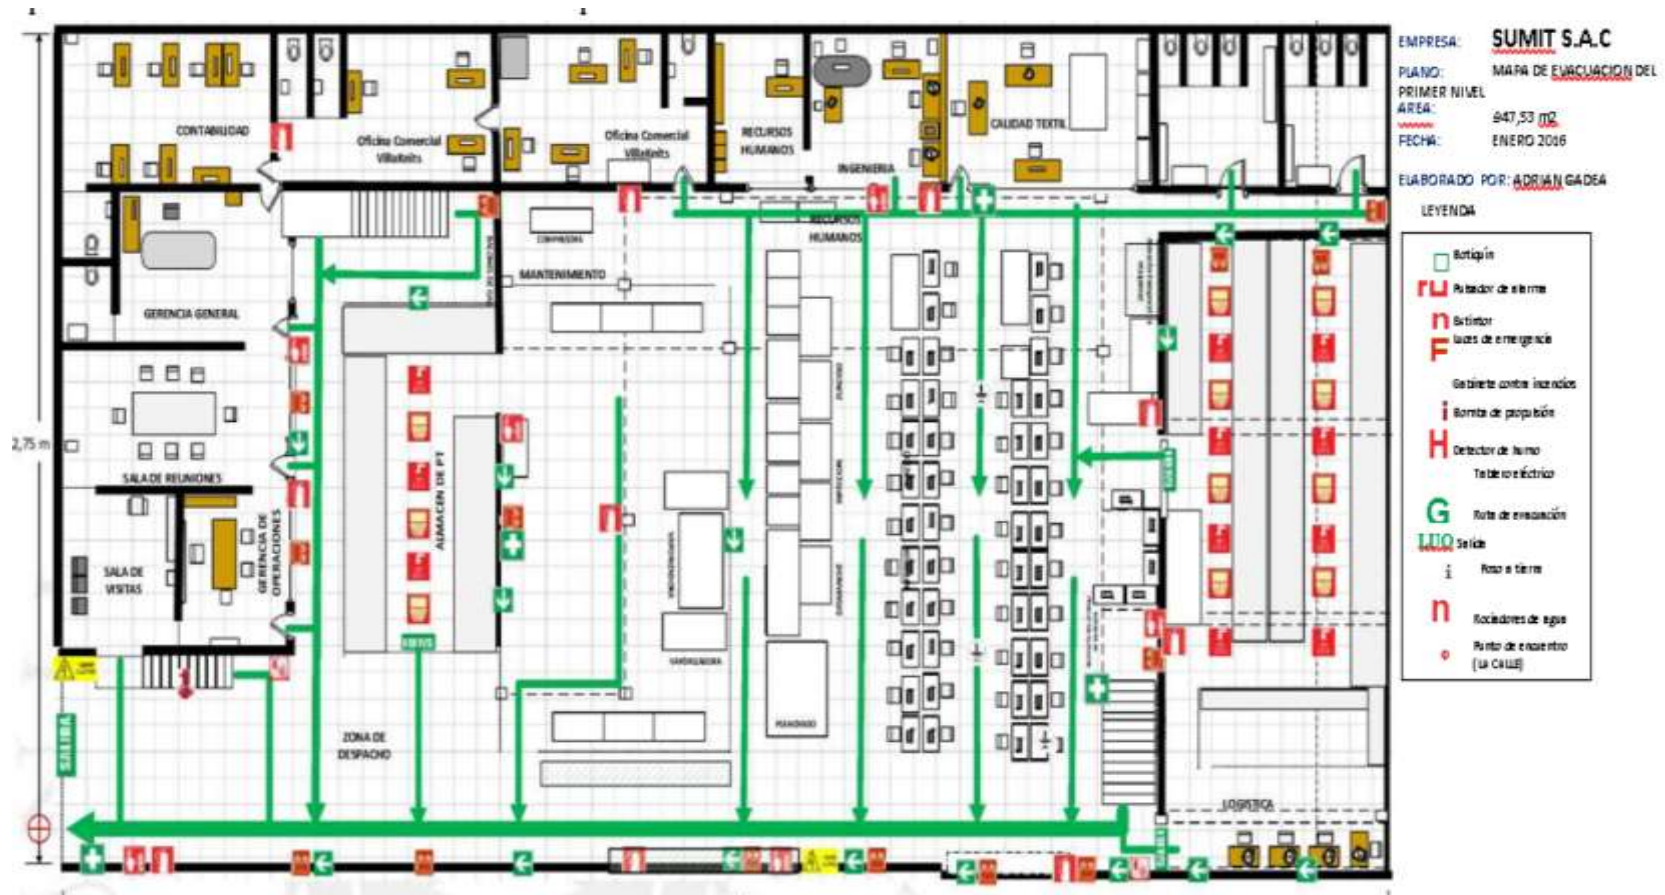 EMPRESA: SUMIT S.A.C
PLANO: MAPA DE EVACUACION DEL
PRIMER NIVEL
AREA: 947,53 m2
FECHA: ENERO 2016
ELABORADO POR: ADRIAN GADEA
LEYENDA
Botiquín
Pulsador de alarma
Extintor
Luces de emergencia
Gabinete contra incendios
Bomba de propulsión
Detector de humo
Tablero eléctrico
Ruta de evacuación
Salida
Pozo a tierra
Rociadores de agua
Punto de encuentro
(LA CALLE)
CONTABILIDAD
Oficina Comercial
VillaKnits
Oficina Comercial
VillaKnits
RECURSOS
HUMANOS
INGENIERIA
CALIDAD TEXTIL
RECURSOS
HUMANOS
COMPRESORA
MANTENIMIENTO
GERENCIA GENERAL
2,75 m
SALA DE REUNIONES
ALMACEN DE PT
GERENCIA DE
OPERACIONES
SALA DE
VISITAS
SALIDA
ZONA DE
DESPACHO
LOGISTICA